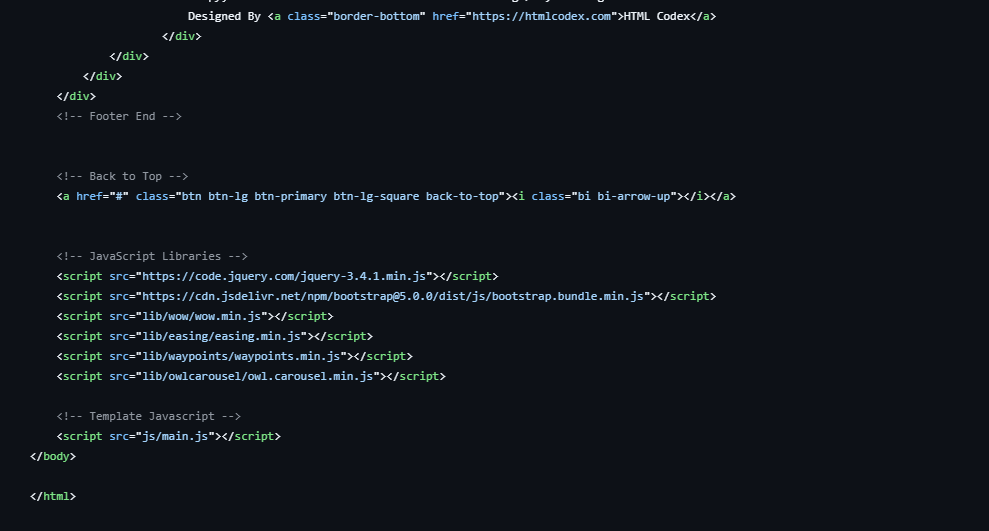 Designed By <a class="border-bottom" href="https://htmlcodex.com">HTML Codex</a>
</div>
</div>
</div>
</div>
<!-- Footer End -->
<!-- Back to Top -->
<a href="#" class="btn btn-lg btn-primary btn-lg-square back-to-top"><i class="bi bi-arrow-up"></i></a>
<!-- JavaScript Libraries -->
<script src="https://code.jquery.com/jquery-3.4.1.min.js"></script>
<script src="https://cdn.jsdelivr.net/npm/bootstrap@5.0.0/dist/js/bootstrap.bundle.min.js"></script>
<script src="lib/wow/wow.min.js"></script>
<script src="lib/easing/easing.min.js"></script>
<script src="lib/waypoints/waypoints.min.js"></script>
<script src="lib/owlcarousel/owl.carousel.min.js"></script>
<!-- Template Javascript -->
<script src="js/main.js"></script>
</body>
</html>